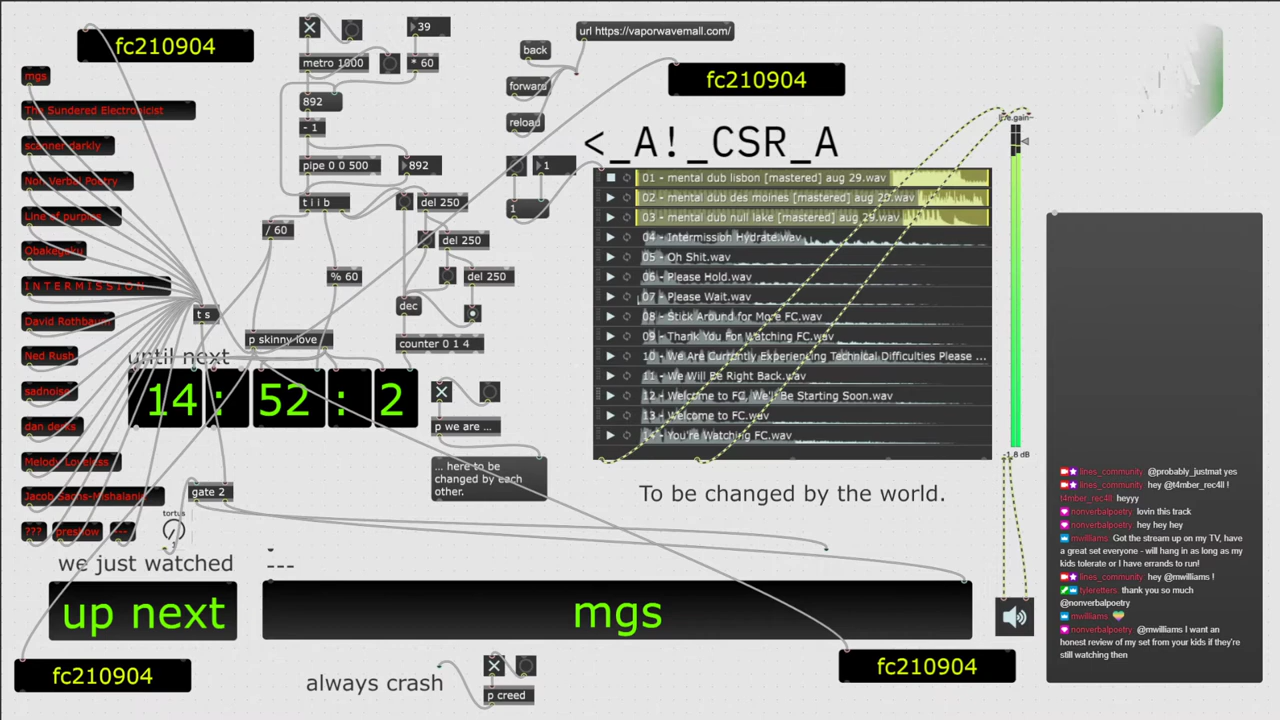 fc210904
39
url https://vaporwavemall.com/
back
metro 1000
* 60
fc210904
mgs
forward
892
The Sundered Electronicist
reload
- 1
<_A!_CSR_A
scanner darkly
pipe 0 0 500
892
1
Non Verbal Poetry
01 - mental dub lisbon [mastered] aug 29.wav
t i i b
del 250
02 - mental dub des moines [mastered] aug 29.wav
1
Line of purples
03 - mental dub null lake [mastered] aug 29.wav
/ 60
04 - Intermission Hydrate.wav
del 250
Obakegaku
05 - Oh Shit.wav
% 60
del 250
06 - Please Hold.wav
INTERMISSION
07 - Please Wait.wav
dec
t s
08 - Stick Around for More FC.wav
David Rothbaum
p skinny love
counter 0 1 4
09 - Thank You For Watching FC.wav
Ned Rush
until next
10 - We Are Currently Experiencing Technical Difficulties Please ...
11 - We Will Be Right Back.wav
sadnoise
14 : 52 : 2
12 - Welcome to FC, We'll Be Starting Soon.wav
13 - Welcome to FC.wav
dan derks
p we are ...
14 - You're Watching FC.wav
-1.8 dB
Melody Loveless
... here to be
changed by each
other.
Jacob Sachs-Mishalanie
gate 2
To be changed by the world.
tortus
???
preshow
---
we just watched
---
up next
mgs
fc210904
always crash
p creed
fc210904
lines_community: @probably_justmat yes
lines_community: hey @t4mber_rec4ll !
t4mber_rec4ll: heyyy
nonverbalpoetry: lovin this track
nonverbalpoetry: hey hey hey
mwilliams: Got the stream up on my TV, have
a great set everyone - will hang in as long as my
kids tolerate or I have errands to run!
lines_community: hey @mwilliams !
tyleretters: thank you so much
@nonverbalpoetry
mwilliams:
nonverbalpoetry: @mwilliams I want an
honest review of my set from your kids if they're
still watching then